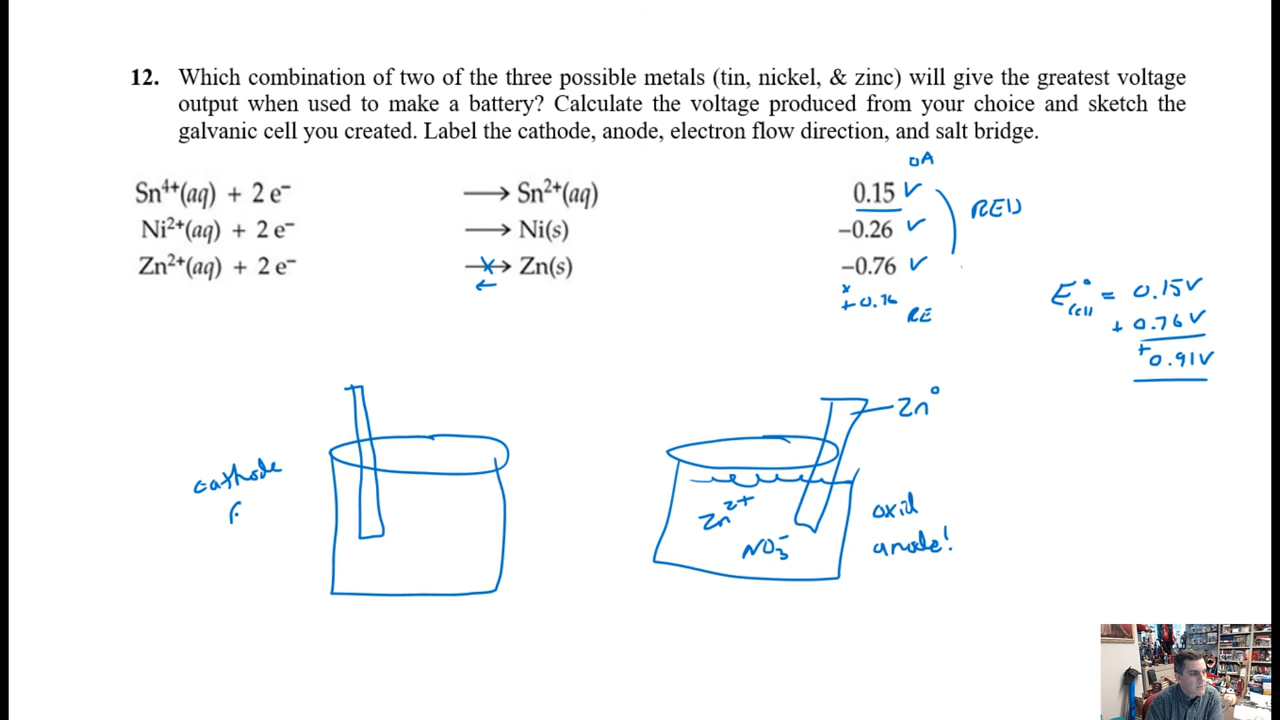 12. Which combination of two of the three possible metals (tin, nickel, & zinc) will give the greatest voltage
output when used to make a battery? Calculate the voltage produced from your choice and sketch the
galvanic cell you created. Label the cathode, anode, electron flow direction, and salt bridge.
OA
Sn⁴⁺(aq) + 2 e⁻ ⟶ Sn²⁺(aq) 0.15 V
RED
Ni²⁺(aq) + 2 e⁻ ⟶ Ni(s) −0.26 V
Zn²⁺(aq) + 2 e⁻ ⟶ Zn(s) −0.76 V
←
+0.76
RE
E°cell = 0.15V
+ 0.76V
+0.91V
Zn°
cathode
Zn²⁺
NO₃⁻
oxid
anode!